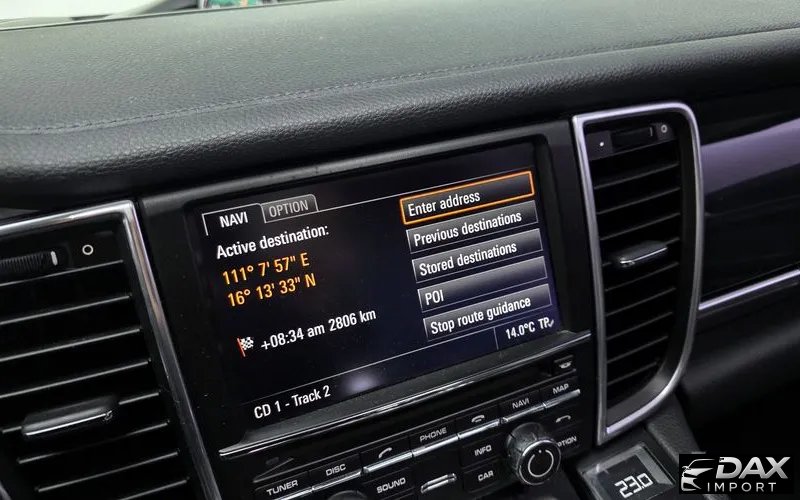 NAVI OPTION
Active destination:
111° 7' 57" E
16° 13' 33" N
+08:34 am 2806 km
Enter address
Previous destinations
Stored destinations
POI
Stop route guidance
14.0°C TP
CD 1 - Track 2
TUNER DISC PHONE NAVI MAP
SOUND INFO CAR OPTION
23.0
DAX
IMPORT